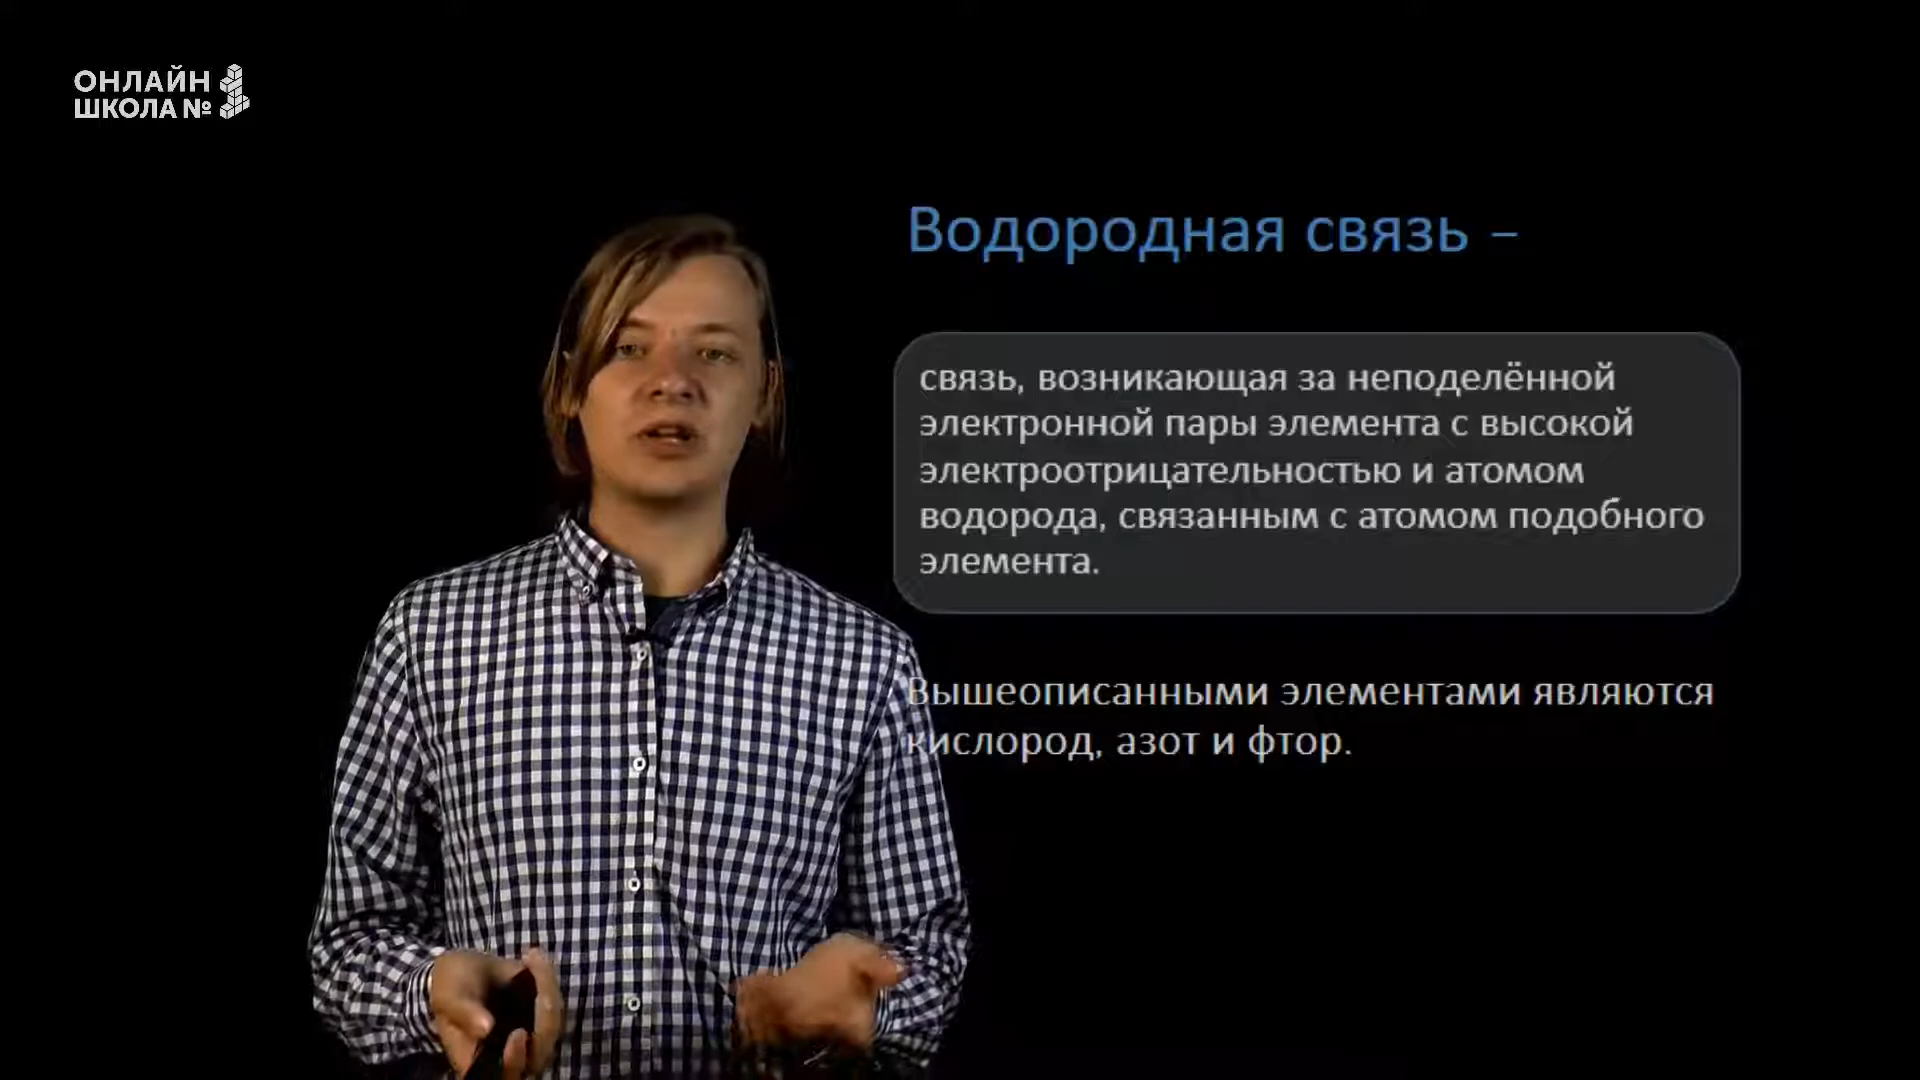 ОНЛАЙН
ШКОЛА №
Водородная связь –
связь, возникающая за неподелённой
электронной пары элемента с высокой
электроотрицательностью и атомом
водорода, связанным с атомом подобного
элемента.
Вышеописанными элементами являются
кислород, азот и фтор.